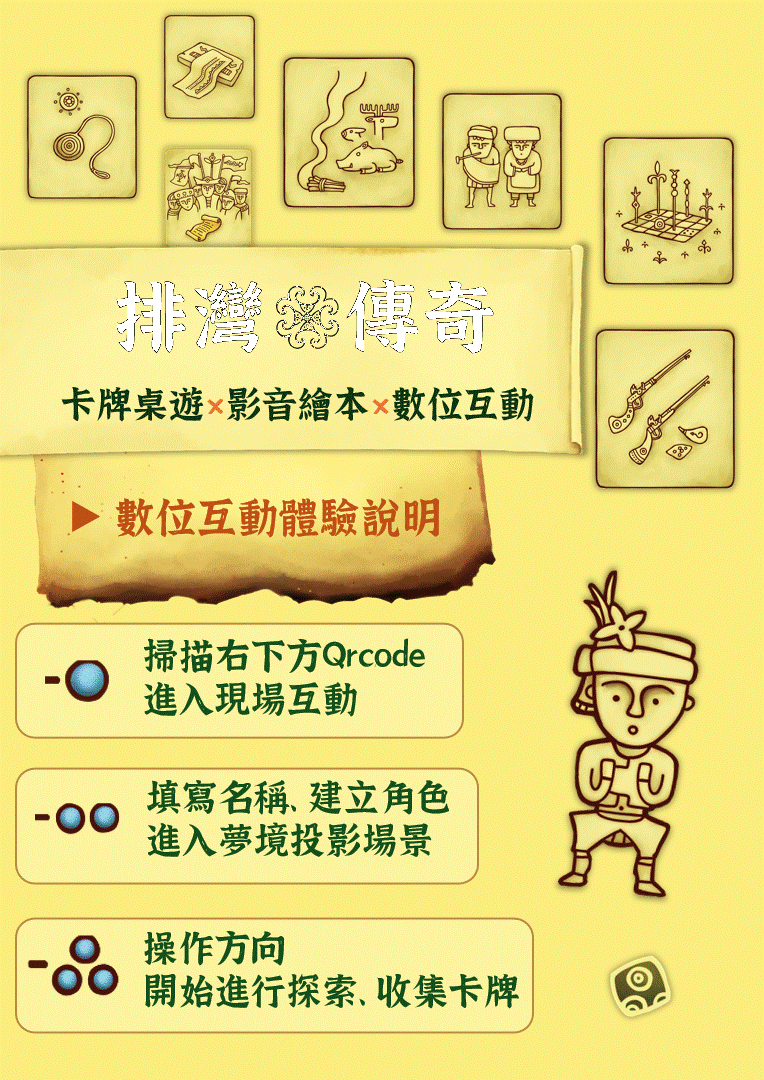 排灣傳奇
卡牌桌遊×影音繪本×數位互動
▶ 數位互動體驗說明
掃描右下方Qrcode
進入現場互動
填寫名稱、建立角色
進入夢境投影場景
操作方向
開始進行探索、收集卡牌